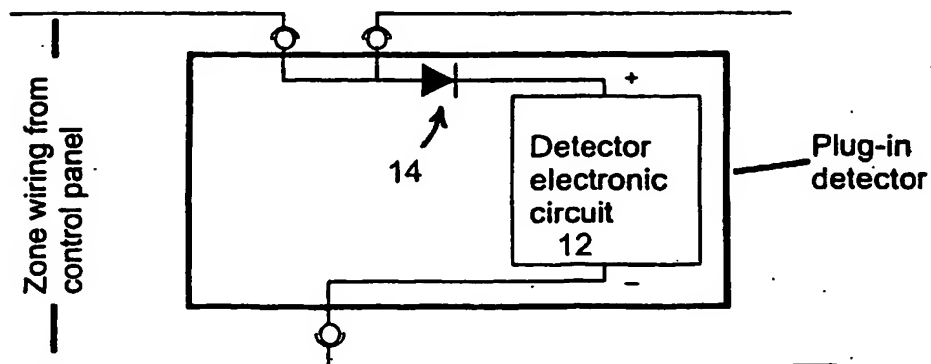 Zone wiring from
control panel
14
+
Detector
electronic
circuit
12
–
Plug-in
detector